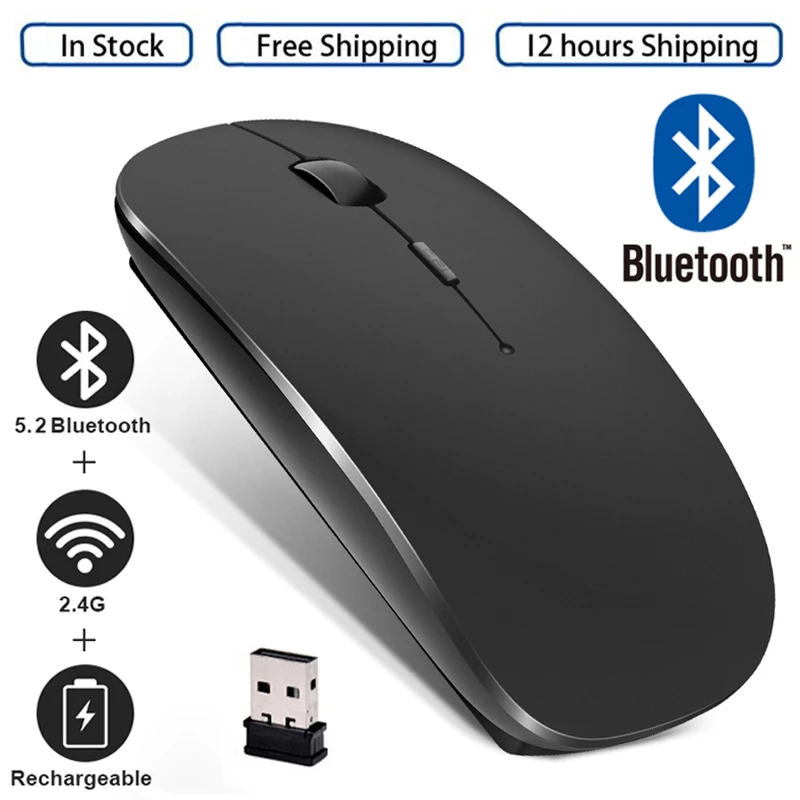 In Stock
Free Shipping
12 hours Shipping
Bluetooth™
5.2 Bluetooth
+
2.4G
+
Rechargeable